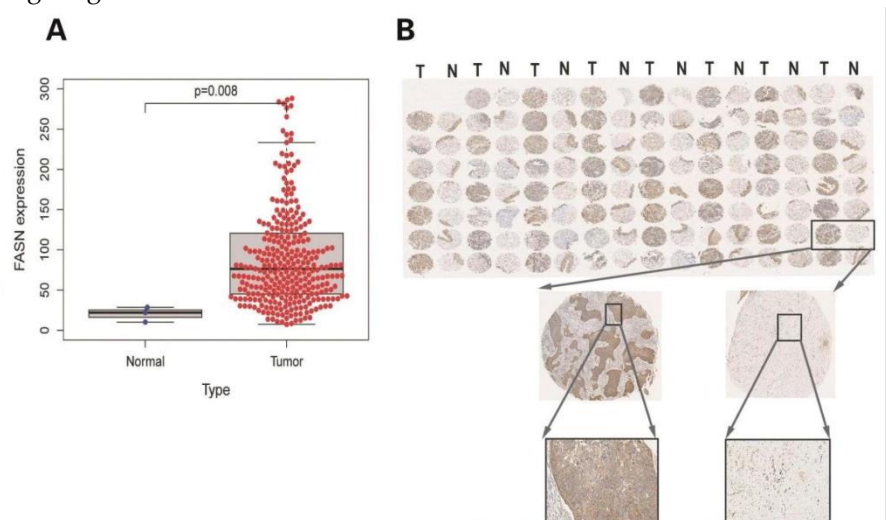 A
FASN expression
0
50
100
150
200
250
300
p=0.008
Normal
Tumor
Type
B
T N T N T N T N T N T N T N T N